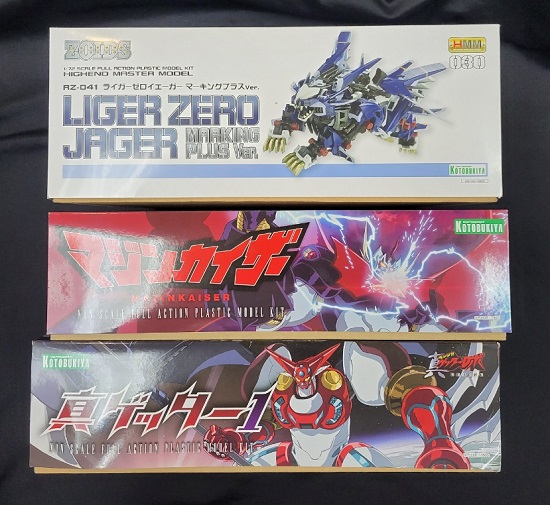 ZOIDS
HMM
030
1/72 SCALE FULL ACTION PLASTIC MODEL KIT
HIGHEND MASTER MODEL
RZ-041 ライガーゼロイェーガー マーキングプラスVer.
LIGER ZERO
JAGER MARKING
PLUS Ver.
KOTOBUKIYA
マジンカイザー
MAZINKAISER
NON SCALE FULL ACTION PLASTIC MODEL KIT
KOTOBUKIYA
KOTOBUKIYA
真ゲッター1
NON SCALE FULL ACTION PLASTIC MODEL KIT